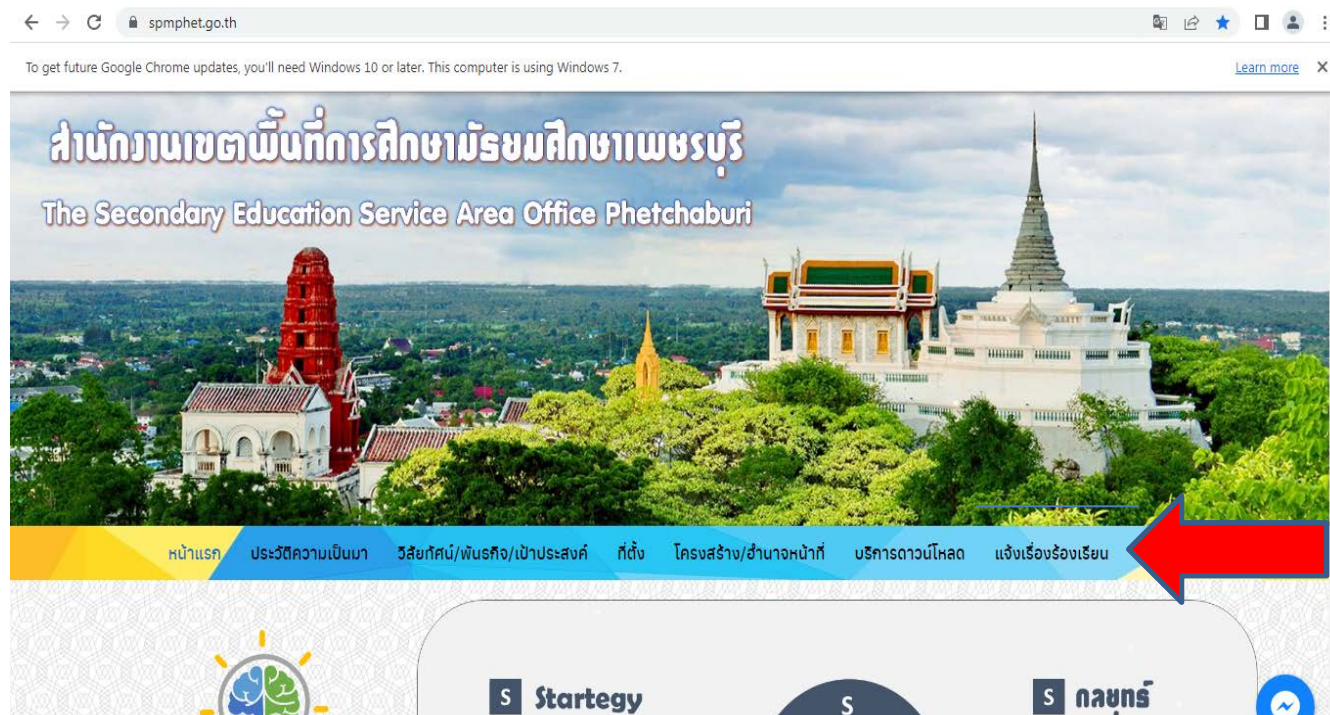 spmphet.go.th
To get future Google Chrome updates, you'll need Windows 10 or later. This computer is using Windows 7.
Learn more
สำนักงานเขตพื้นที่การศึกษามัธยมศึกษาเพชรบุรี
The Secondary Education Service Area Office Phetchaburi
หน้าแรก ประวัติความเป็นมา วิสัยทัศน์/พันธกิจ/เป้าประสงค์ ที่ตั้ง โครงสร้าง/อำนาจหน้าที่ บริการดาวน์โหลด แจ้งเรื่องร้องเรียน
S Startegy
S
S กลยุทธ์